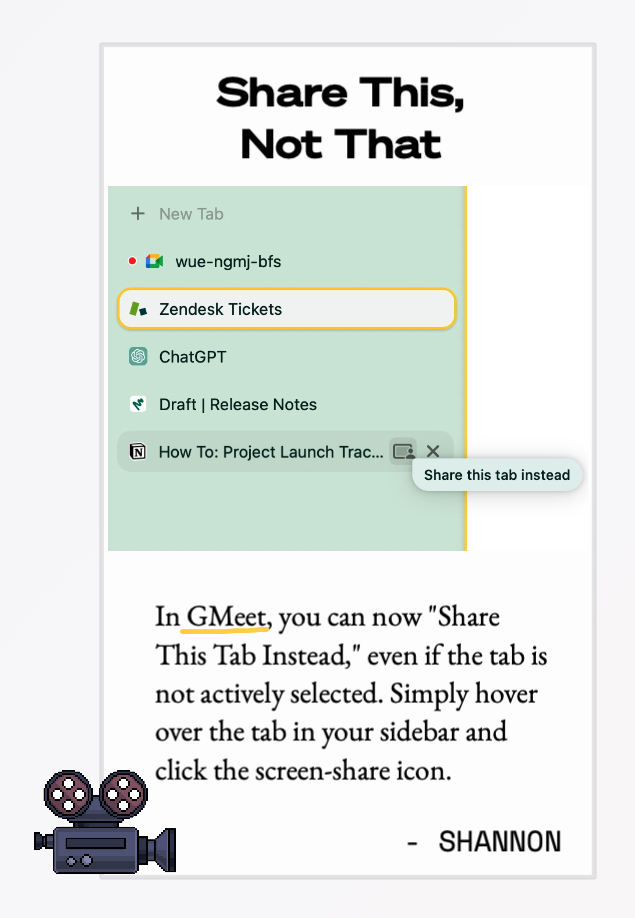 Share This,
Not That
New Tab
wue-ngmj-bfs
Zendesk Tickets
ChatGPT
Draft | Release Notes
How To: Project Launch Trac...
Share this tab instead
In GMeet, you can now "Share
This Tab Instead," even if the tab is
not actively selected. Simply hover
over the tab in your sidebar and
click the screen-share icon.
- SHANNON